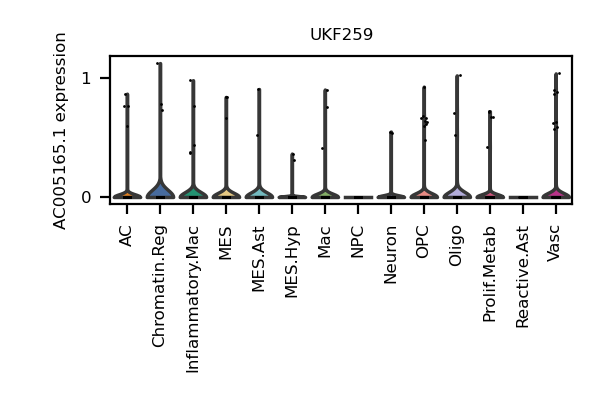 UKF259
AC005165.1 expression
1
0
AC
Chromatin.Reg
Inflammatory.Mac
MES
MES.Ast
MES.Hyp
Mac
NPC
Neuron
OPC
Oligo
Prolif.Metab
Reactive.Ast
Vasc